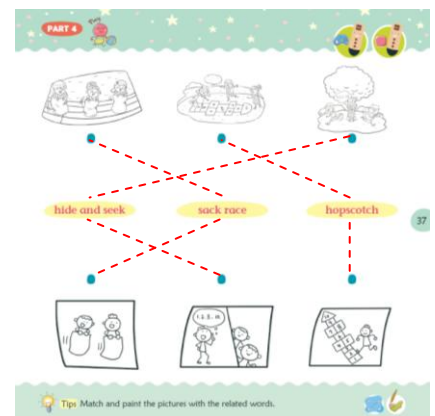 PART 4
hide and seek
sack race
hopscotch
37
1, 2, 3... 10.
Tips Match and paint the pictures with the related words.